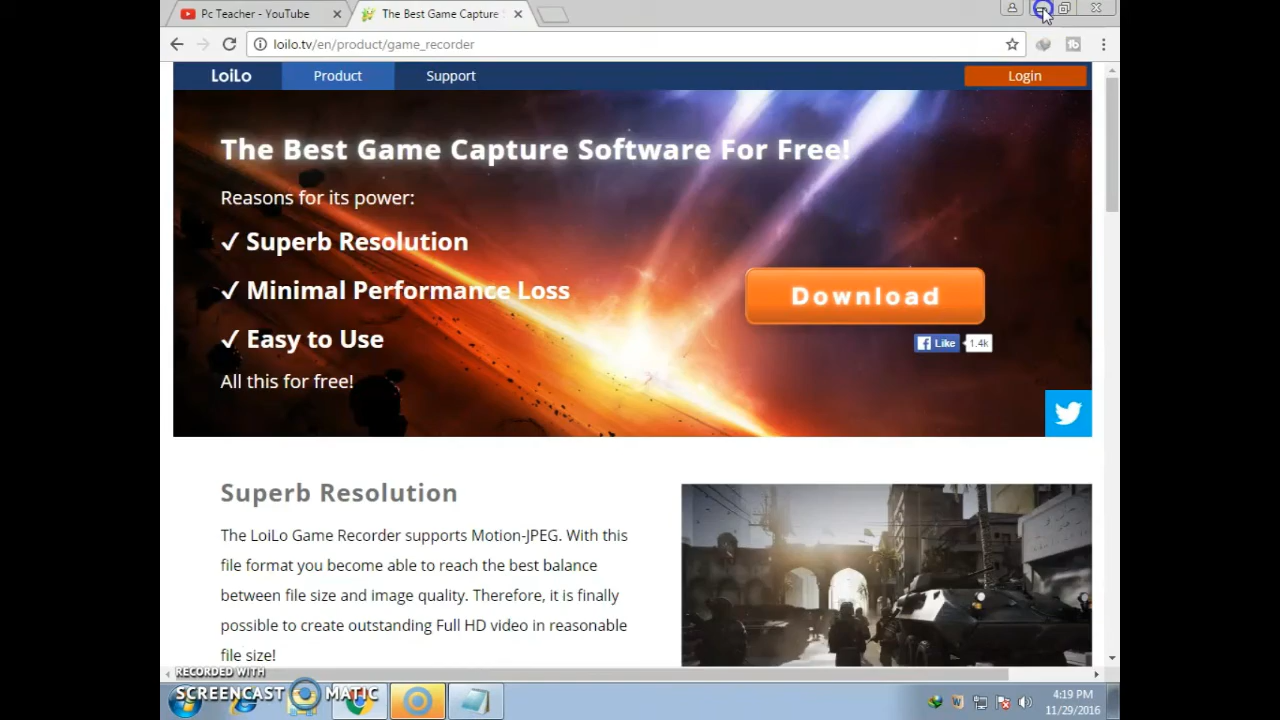 Pc Teacher - YouTube
The Best Game Capture
loilo.tv/en/product/game_recorder
LoiLo Product Support Login
The Best Game Capture Software For Free!
Reasons for its power:
✓ Superb Resolution
✓ Minimal Performance Loss
Download
✓ Easy to Use
Like 1.4k
All this for free!
Superb Resolution
The LoiLo Game Recorder supports Motion-JPEG. With this
file format you become able to reach the best balance
between file size and image quality. Therefore, it is finally
possible to create outstanding Full HD video in reasonable
file size!
RECORDED WITH
SCREENCAST MATIC
4:19 PM
11/29/2016